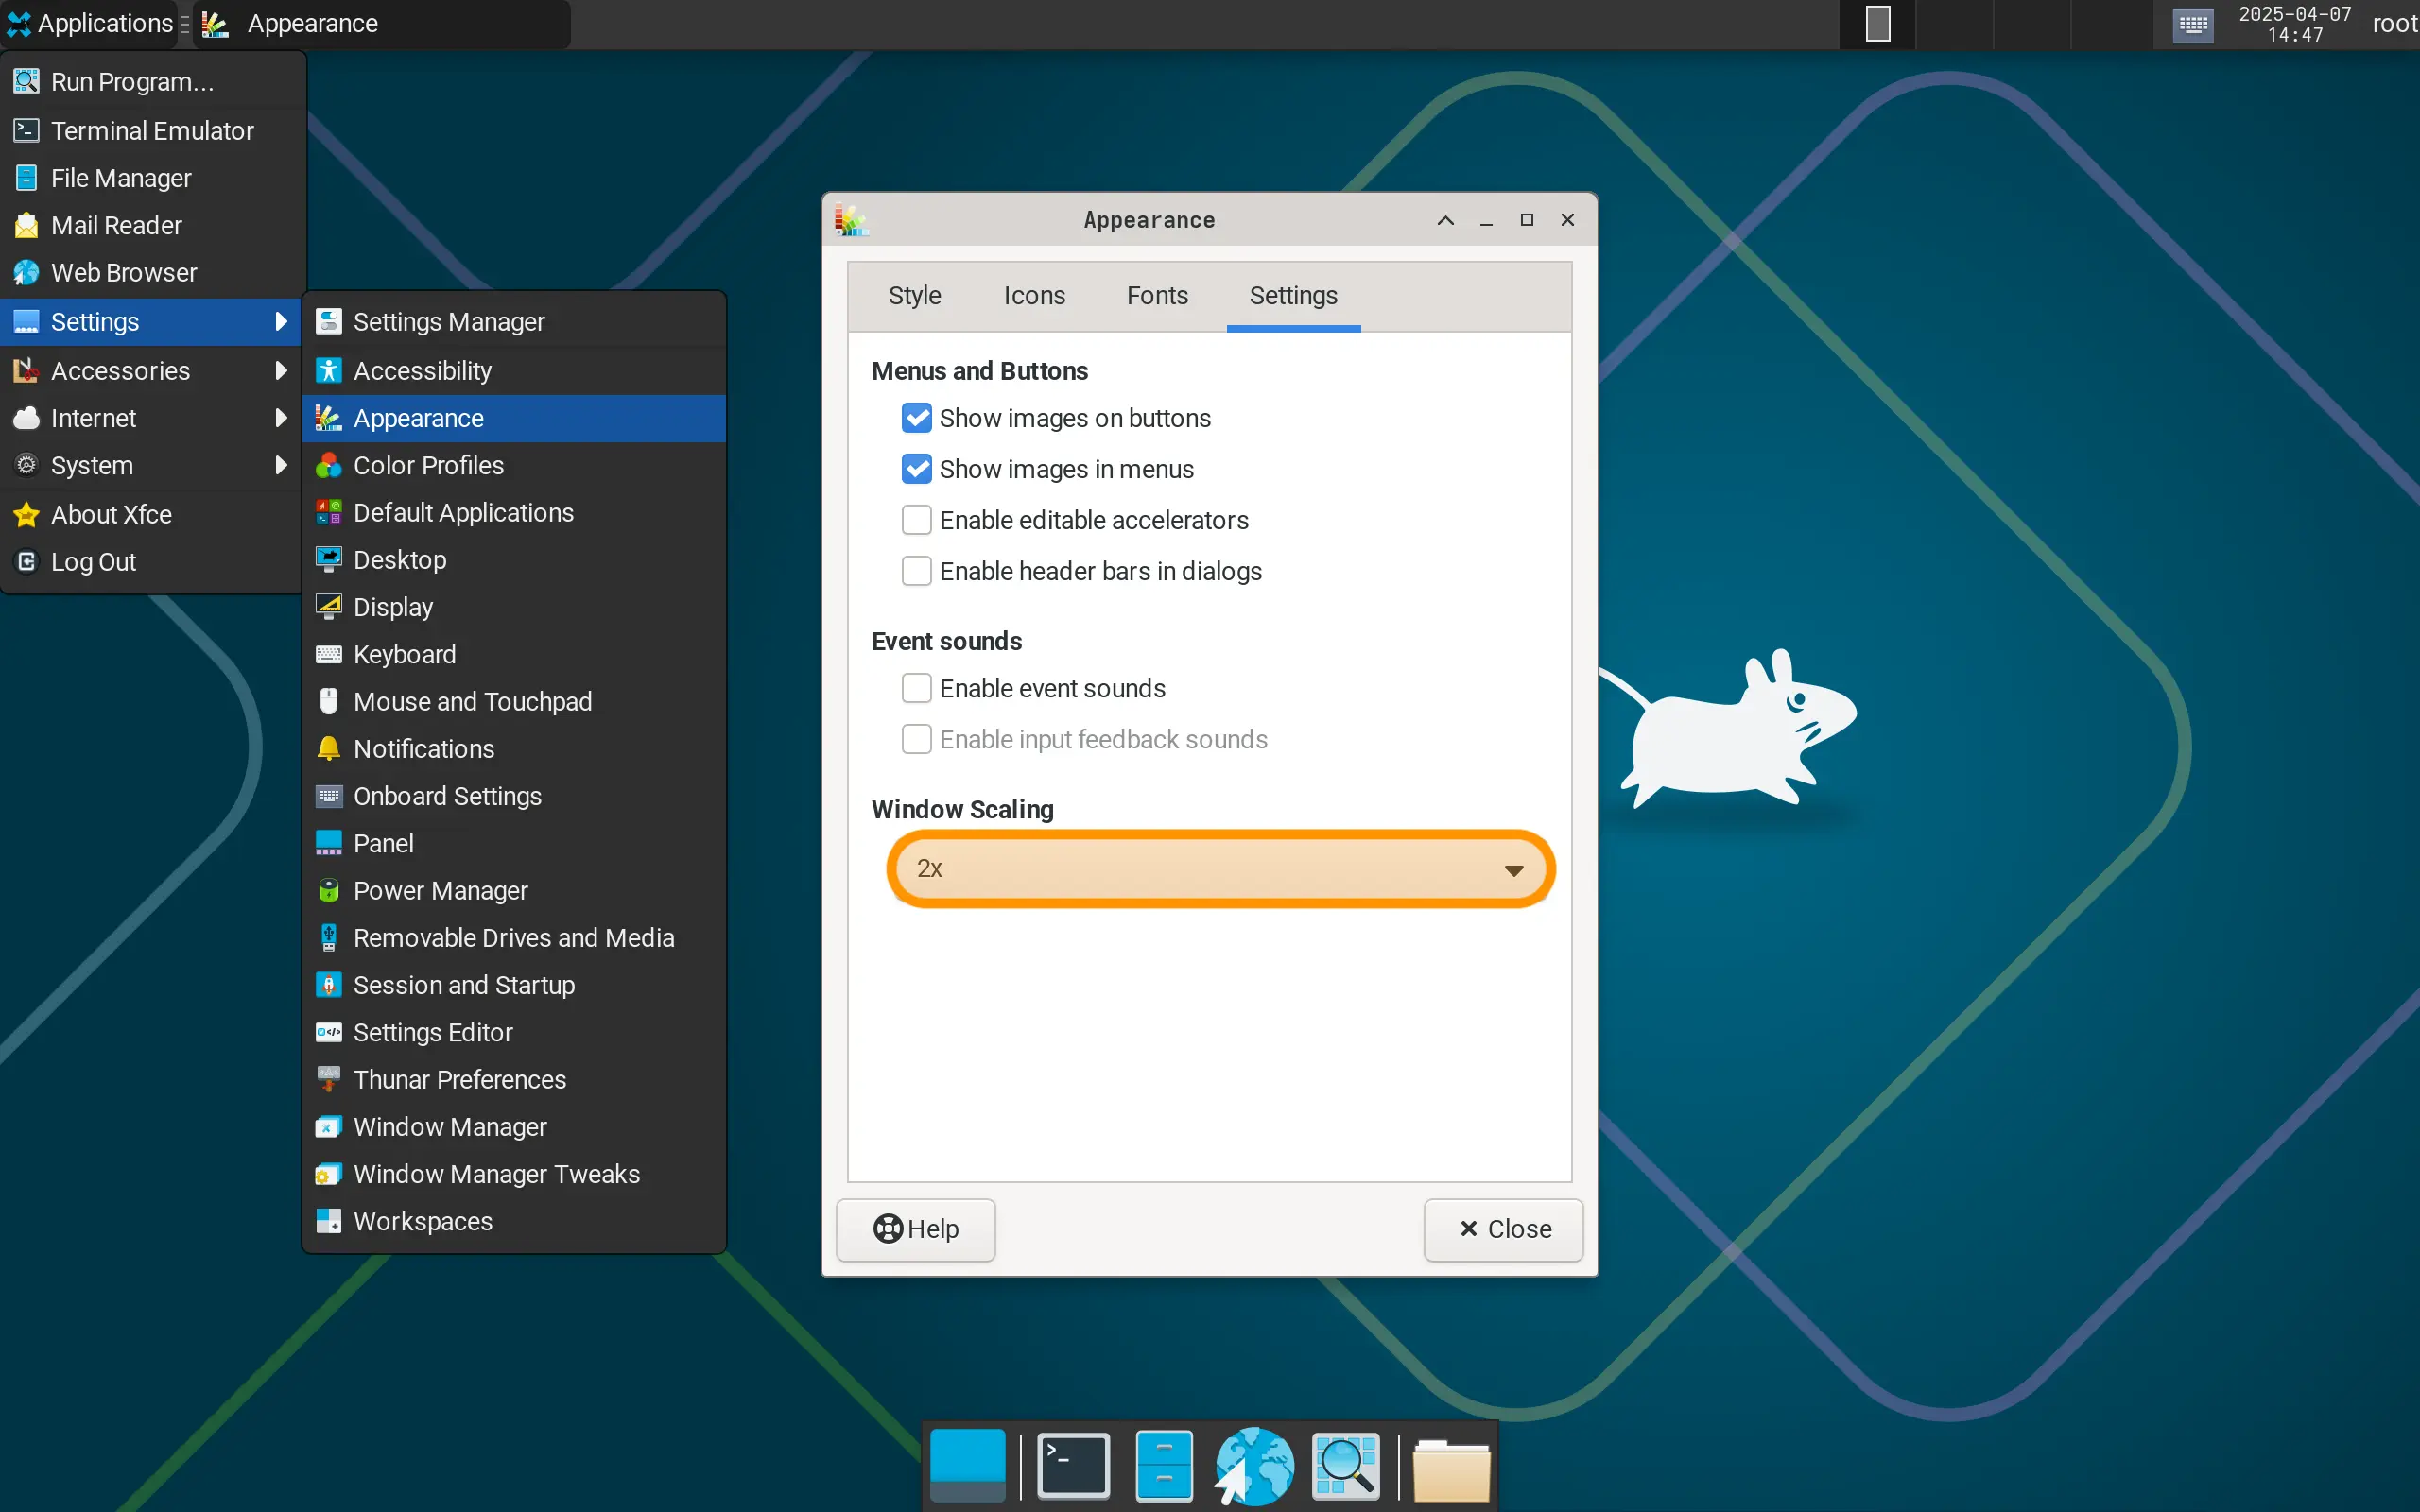 Applications
Appearance
2025-04-07
14:47
root
Run Program...
Terminal Emulator
File Manager
Mail Reader
Web Browser
Settings
Accessories
Internet
System
About Xfce
Log Out
Settings Manager
Accessibility
Appearance
Color Profiles
Default Applications
Desktop
Display
Keyboard
Mouse and Touchpad
Notifications
Onboard Settings
Panel
Power Manager
Removable Drives and Media
Session and Startup
Settings Editor
Thunar Preferences
Window Manager
Window Manager Tweaks
Workspaces
Appearance
Style Icons Fonts Settings
Menus and Buttons
Show images on buttons
Show images in menus
Enable editable accelerators
Enable header bars in dialogs
Event sounds
Enable event sounds
Enable input feedback sounds
Window Scaling
2x
Help
Close